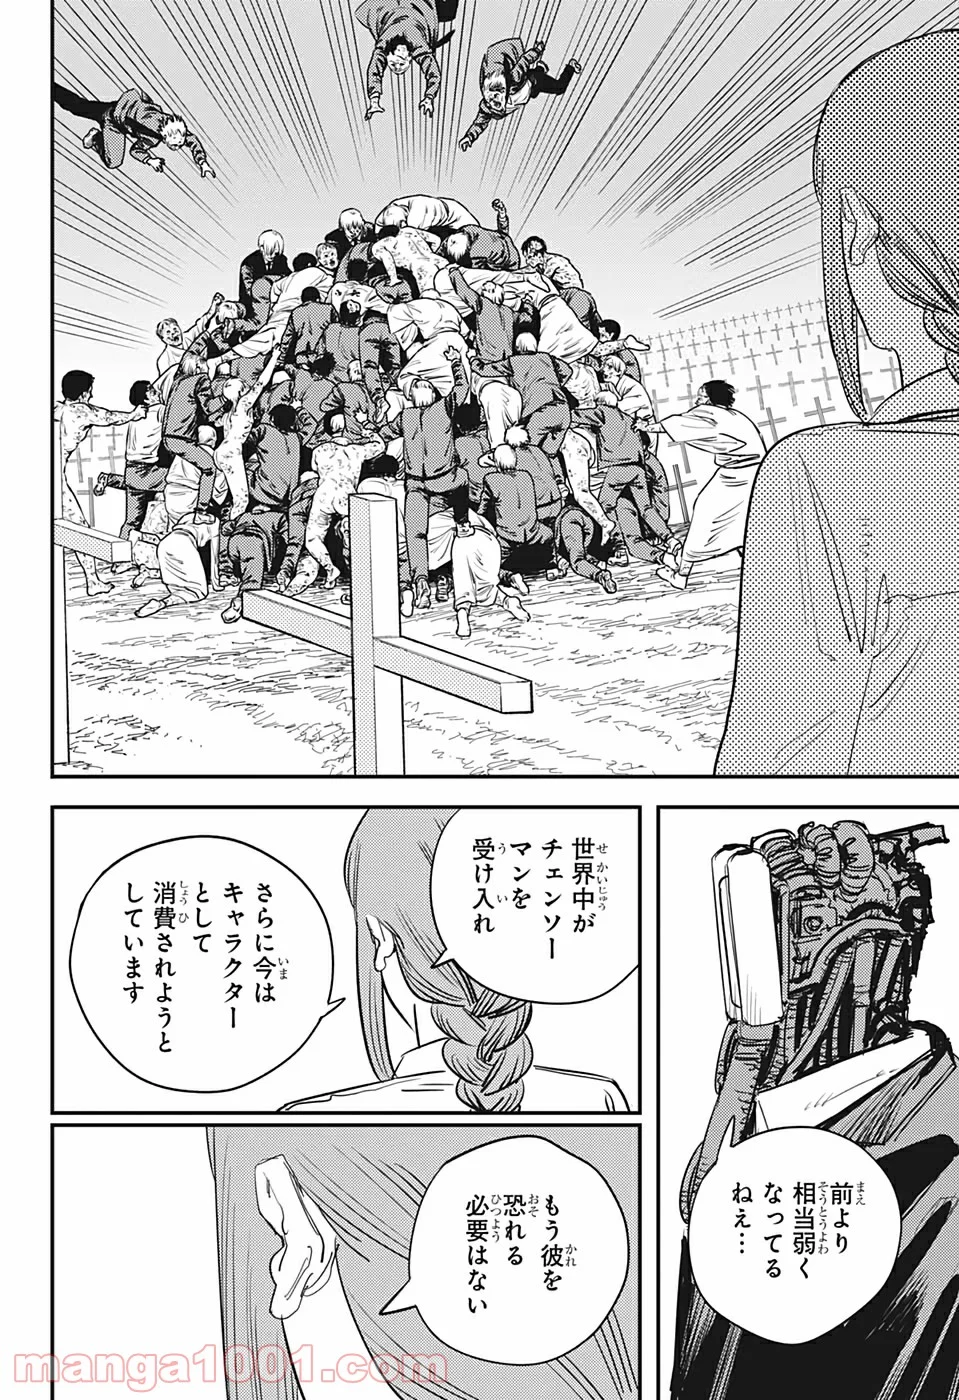 前より
相当弱く
なってる
ねえ…
世界中が
チェンソー
マンを
受け入れ
さらに今は
キャラクター
として
消費されようと
しています
もう彼を
恐れる
必要はない
manga1001.com